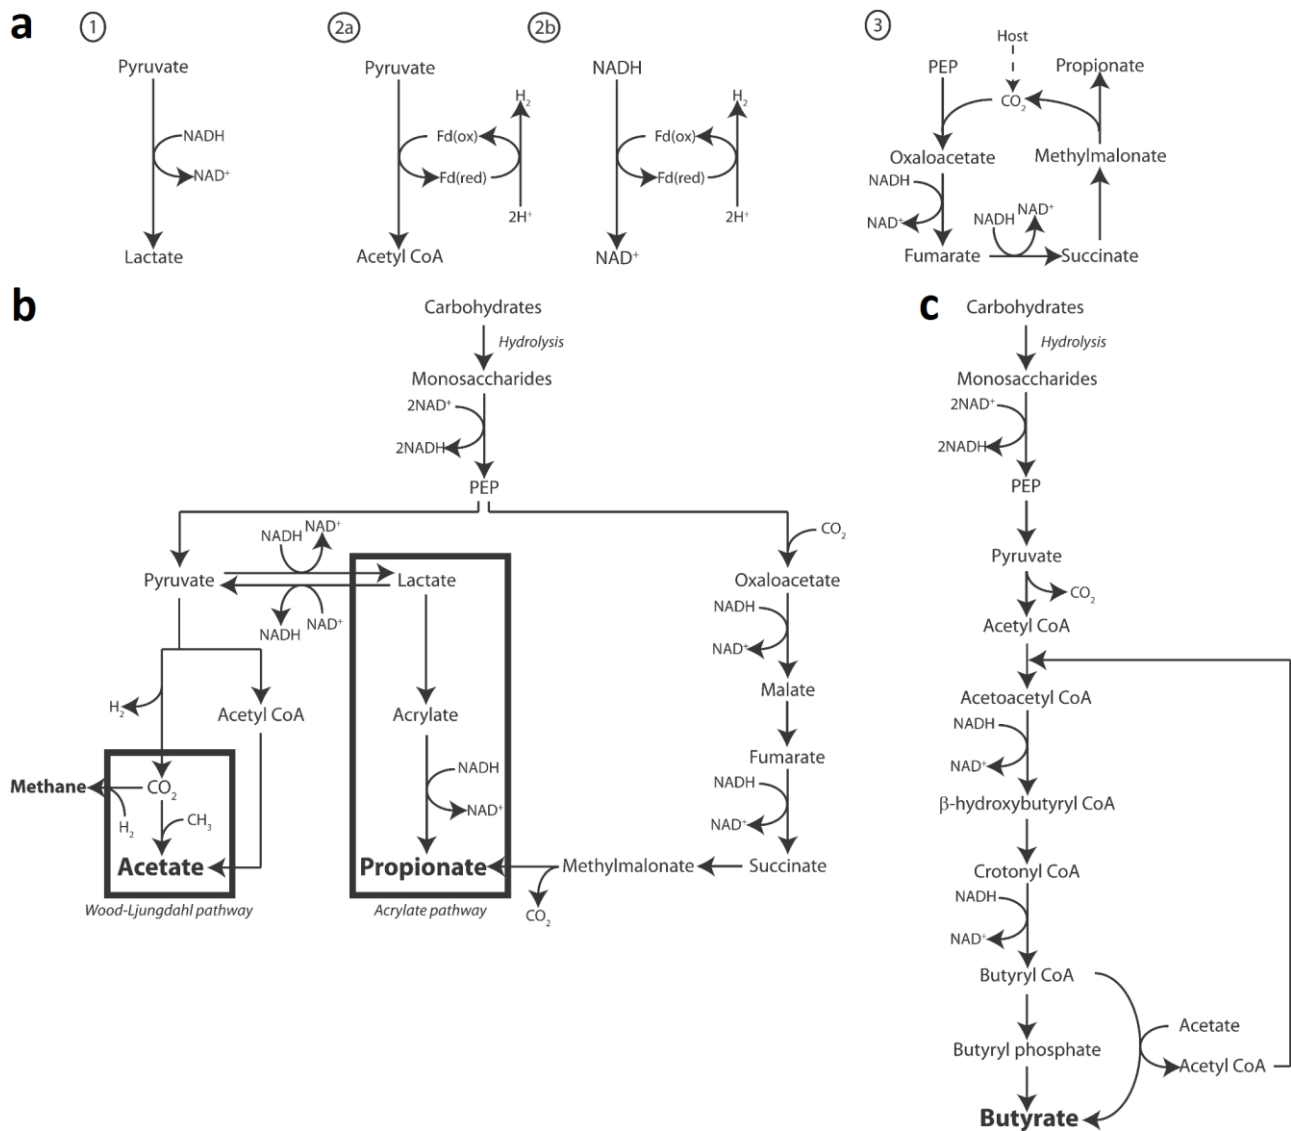 a
1
Pyruvate
NADH
NAD⁺
Lactate
2a
Pyruvate
H₂
Fd(ox)
Fd(red)
2H⁺
Acetyl CoA
2b
NADH
H₂
Fd(ox)
Fd(red)
2H⁺
NAD⁺
3
Host
PEP
Propionate
CO₂
Oxaloacetate
Methylmalonate
NADH
NAD⁺
NADH
NAD⁺
Fumarate
Succinate
b
Carbohydrates
Hydrolysis
Monosaccharides
2NAD⁺
2NADH
PEP
NADH
NAD⁺
CO₂
Pyruvate
Lactate
Oxaloacetate
NADH
NAD⁺
NADH
NAD⁺
Malate
H₂
Acetyl CoA
Acrylate
Fumarate
NADH
NAD⁺
NADH
NAD⁺
Methane
CO₂
H₂
CH₃
Acetate
Propionate
Methylmalonate
Succinate
CO₂
Wood-Ljungdahl pathway
Acrylate pathway
c
Carbohydrates
Hydrolysis
Monosaccharides
2NAD⁺
2NADH
PEP
Pyruvate
CO₂
Acetyl CoA
Acetoacetyl CoA
NADH
NAD⁺
β-hydroxybutyryl CoA
Crotonyl CoA
NADH
NAD⁺
Butyryl CoA
Acetate
Butyryl phosphate
Acetyl CoA
Butyrate